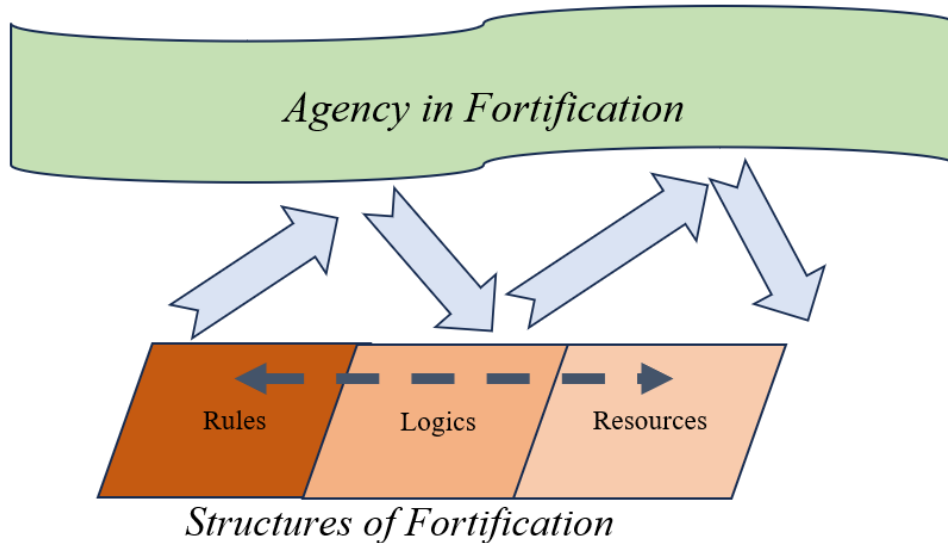 Agency in Fortification
Rules
Logics
Resources
Structures of Fortification